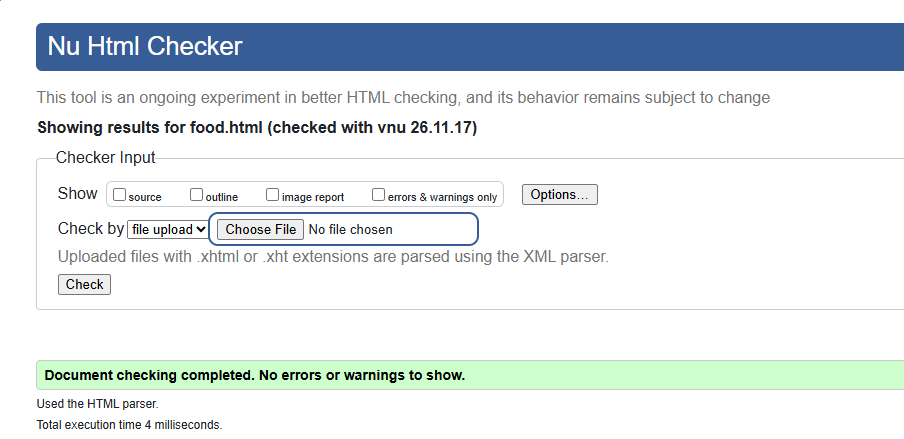 Nu Html Checker
This tool is an ongoing experiment in better HTML checking, and its behavior remains subject to change
Showing results for food.html (checked with vnu 26.11.17)
Checker Input
Show source outline image report errors & warnings only Options...
Check by file upload Choose File No file chosen
Uploaded files with .xhtml or .xht extensions are parsed using the XML parser.
Check
Document checking completed. No errors or warnings to show.
Used the HTML parser.
Total execution time 4 milliseconds.